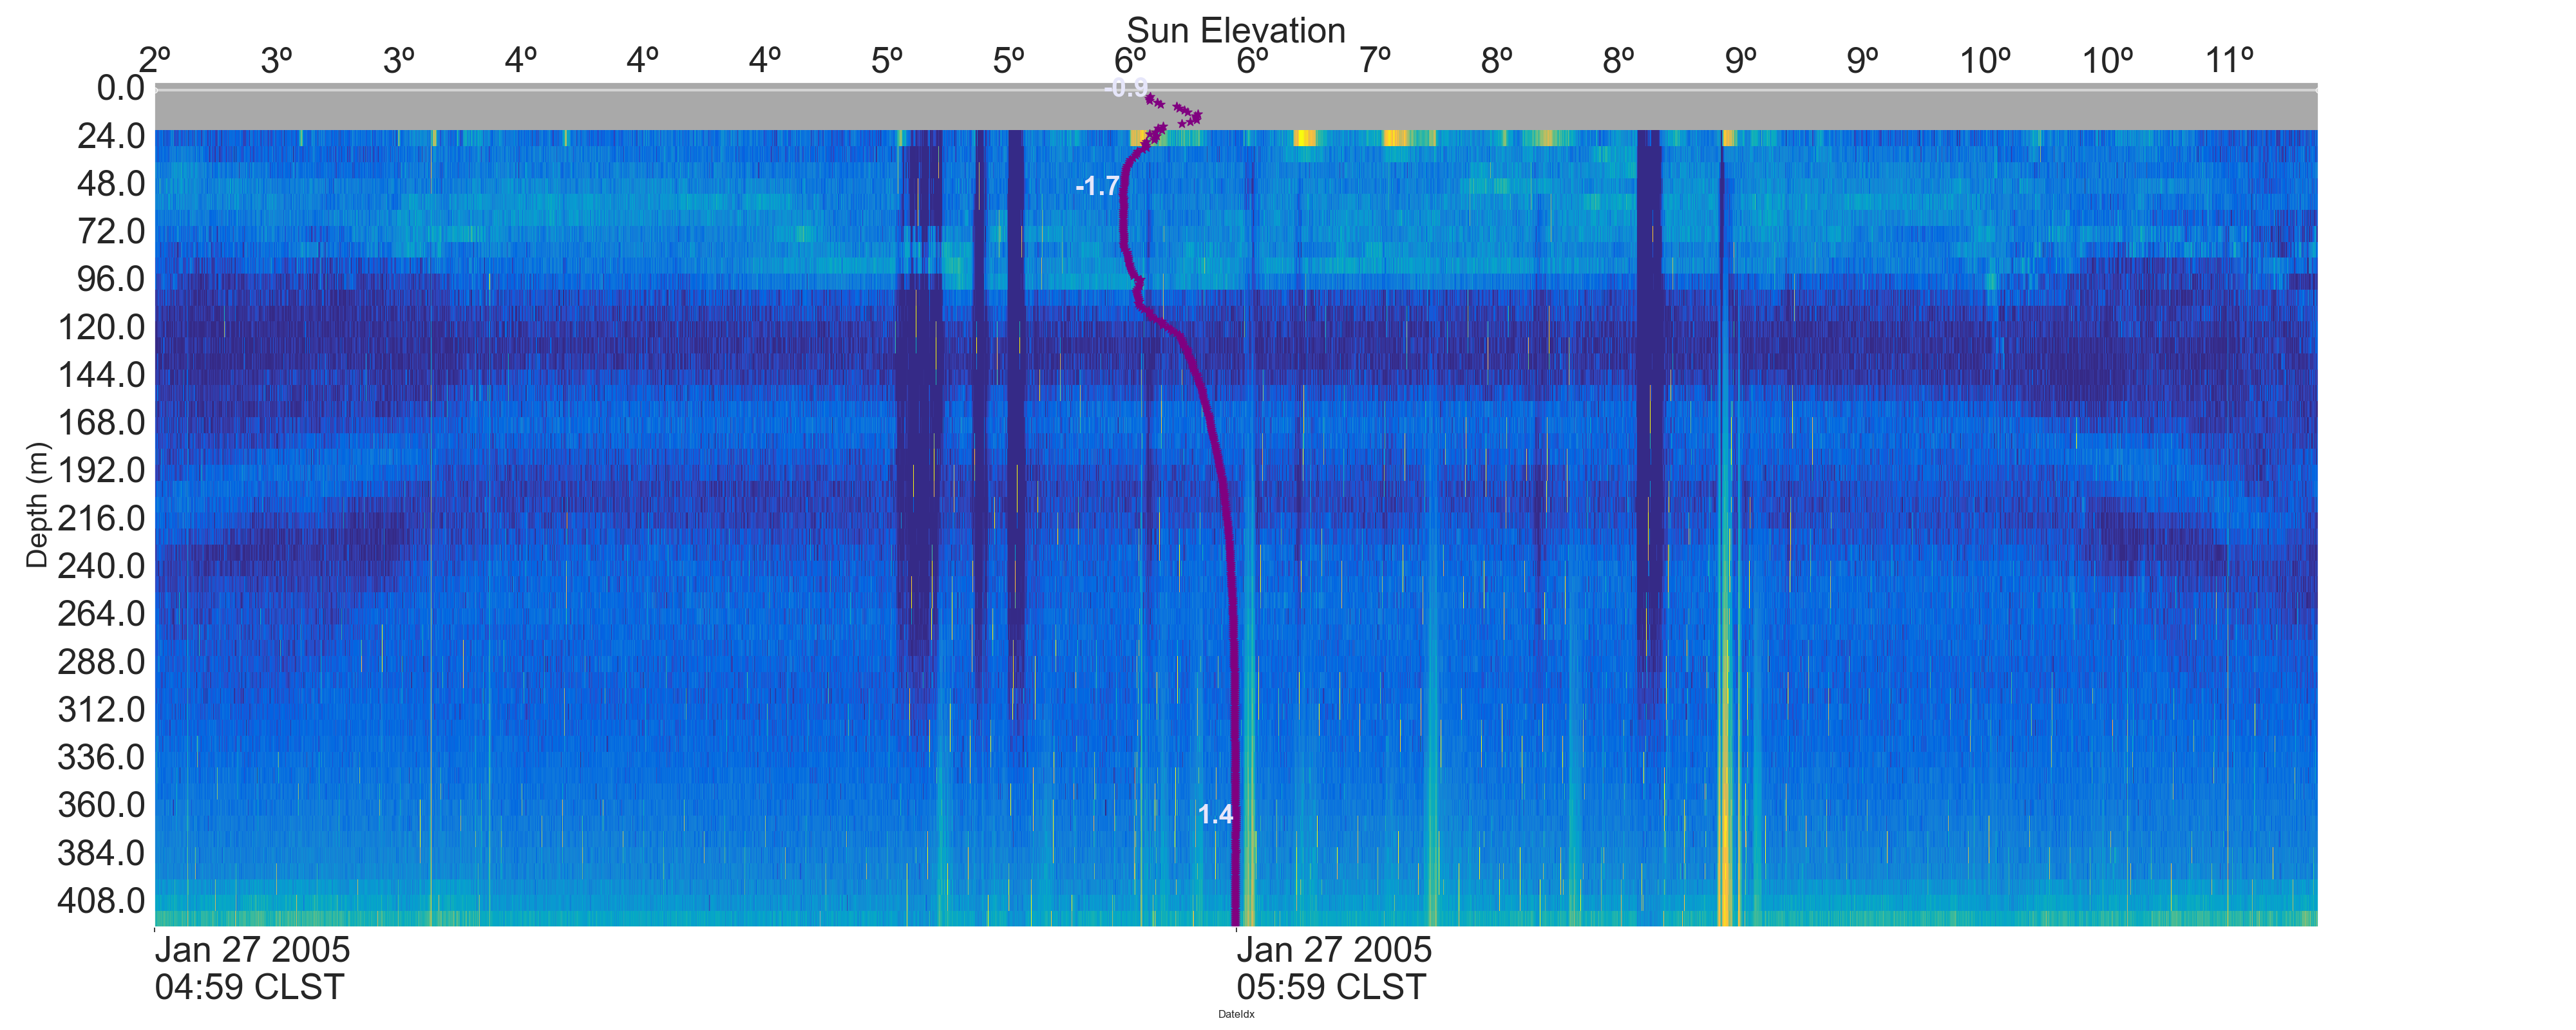 Sun Elevation
2º 3º 3º 4º 4º 4º 5º 5º 6º 6º 7º 8º 8º 9º 9º 10º 10º 11º
0.0
-0.9
24.0
48.0
-1.7
72.0
96.0
120.0
144.0
168.0
192.0
216.0
240.0
264.0
288.0
312.0
336.0
360.0
1.4
384.0
408.0
Depth (m)
Jan 27 2005
04:59 CLST
Jan 27 2005
05:59 CLST
DateIdx